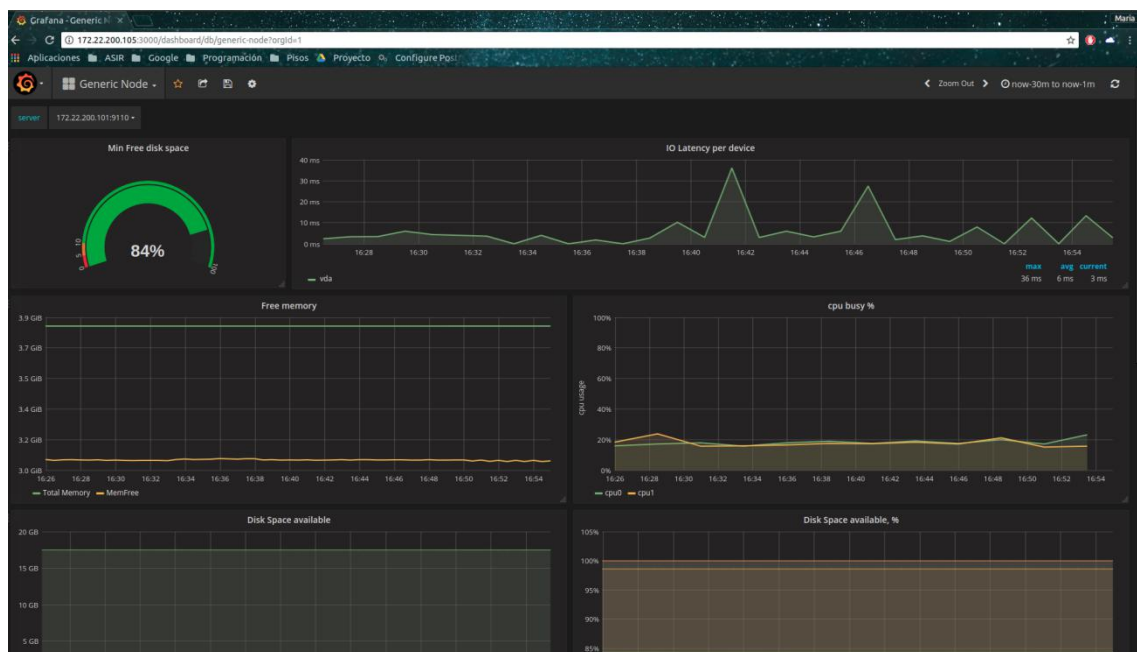 Grafana - Generic N
Maria
172.22.200.105:3000/dashboard/db/generic-node?orgId=1
Aplicaciones ASIR Google Programación Pisos Proyecto Configure Post
Generic Node
Zoom Out now-30m to now-1m
server 172.22.200.101:9110
Min Free disk space
84%
0
5
10
100
IO Latency per device
40 ms
30 ms
20 ms
10 ms
0 ms
16:28 16:30 16:32 16:34 16:36 16:38 16:40 16:42 16:44 16:46 16:48 16:50 16:52 16:54
max avg current
vda 36 ms 6 ms 3 ms
Free memory
3.9 GiB
3.7 GiB
3.5 GiB
3.4 GiB
3.2 GiB
3.0 GiB
16:26 16:28 16:30 16:32 16:34 16:36 16:38 16:40 16:42 16:44 16:46 16:48 16:50 16:52 16:54
Total Memory MemFree
cpu busy %
cpu usage
100%
80%
60%
40%
20%
0%
16:26 16:28 16:30 16:32 16:34 16:36 16:38 16:40 16:42 16:44 16:46 16:48 16:50 16:52 16:54
cpu0 cpu1
Disk Space available
20 GB
15 GB
10 GB
5 GB
Disk Space available, %
105%
100%
95%
90%
85%